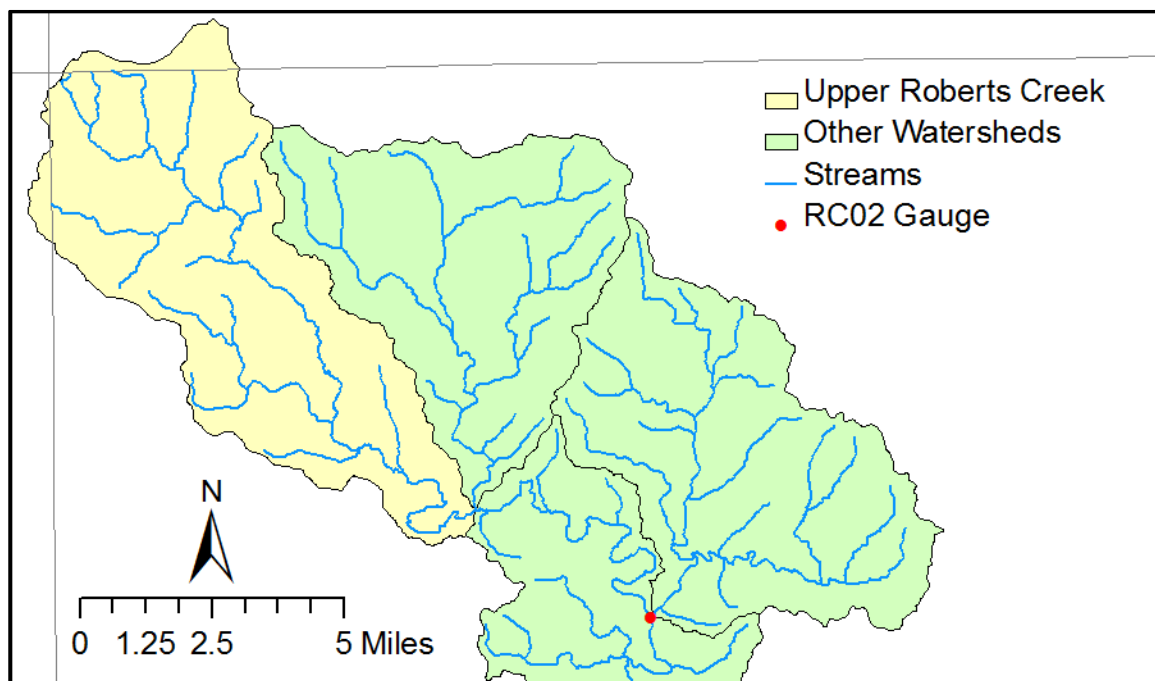 Upper Roberts Creek
Other Watersheds
Streams
RC02 Gauge
N
0 1.25 2.5 5 Miles